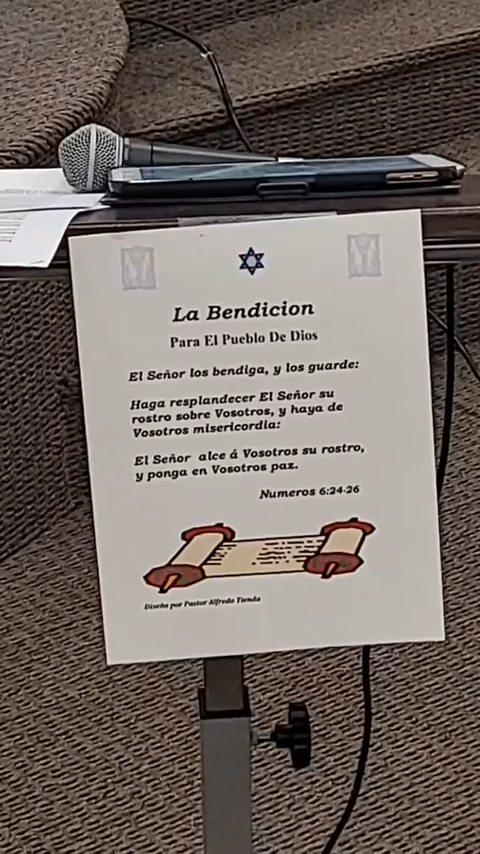 La Bendicion
Para El Pueblo De Dios
El Señor los bendiga, y los guarde:
Haga resplandecer El Señor su
rostro sobre Vosotros, y haya de
Vosotros misericordia:
El Señor alce á Vosotros su rostro,
y ponga en Vosotros paz.
Numeros 6:24-26
Diseño por Pastor Alfredo Tienda